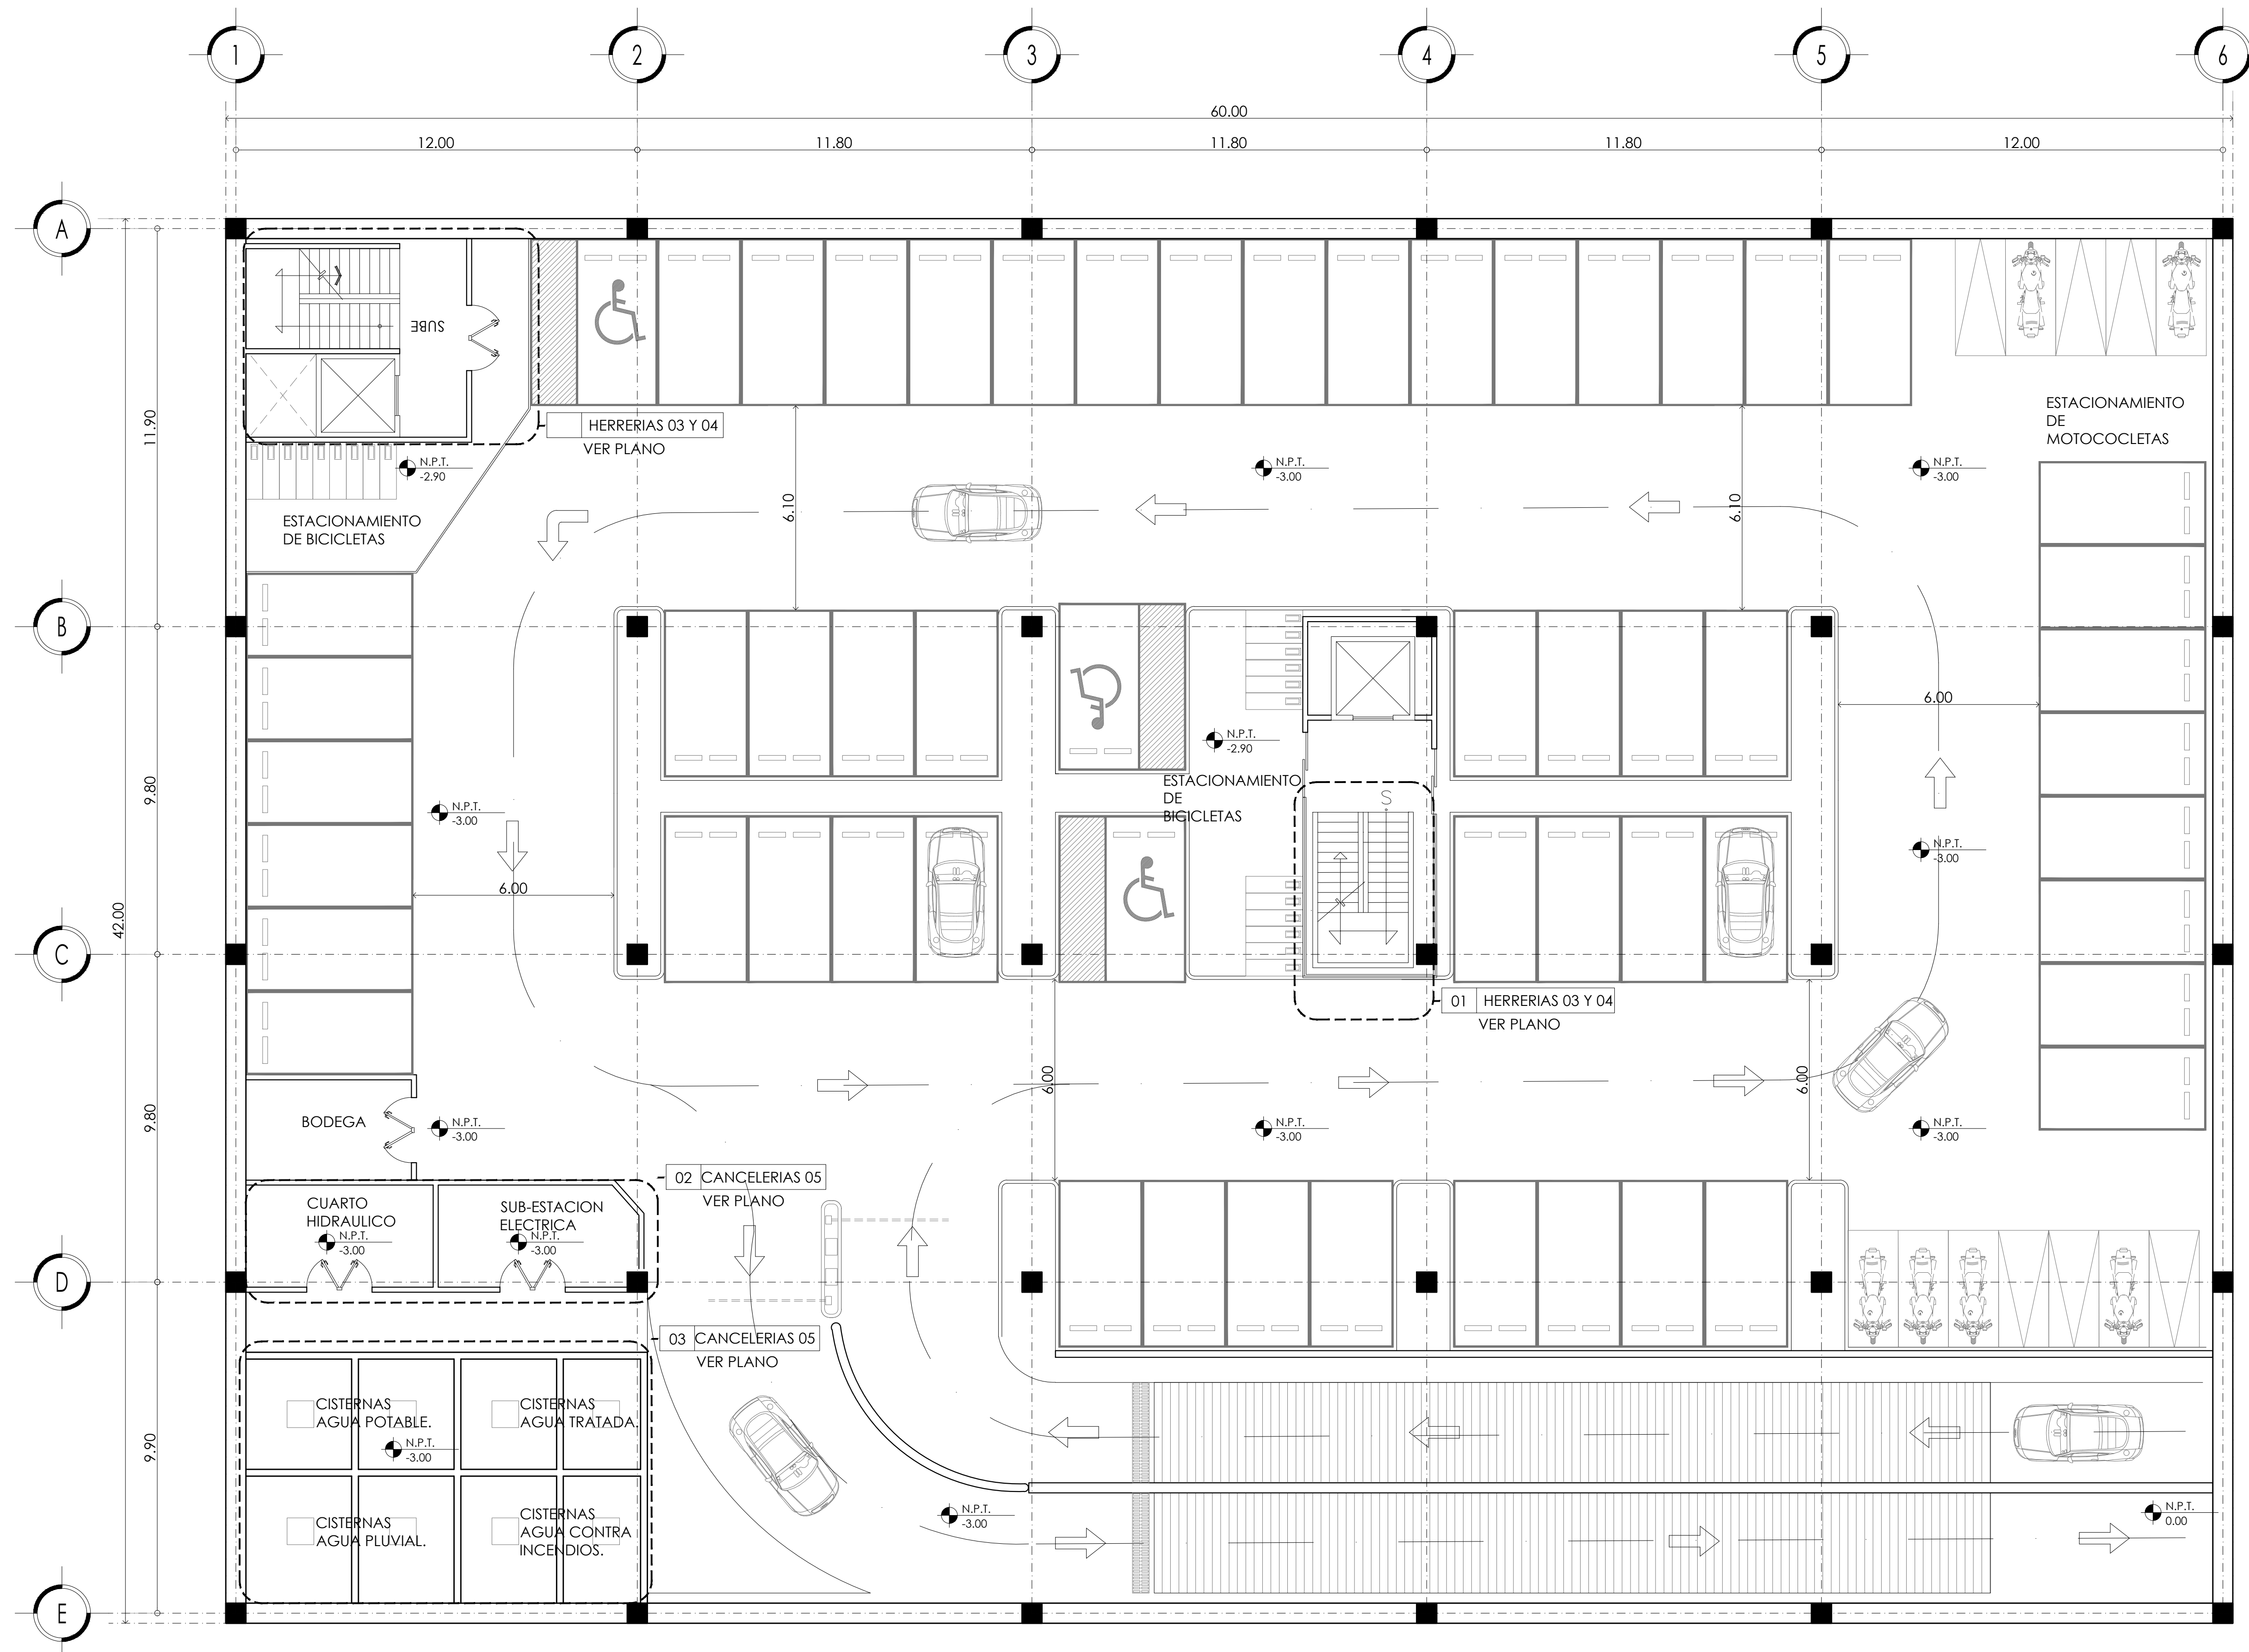 1
2
3
4
5
6
60.00
12.00
11.80
11.80
11.80
12.00
A
B
C
D
E
11.90
9.80
9.80
9.90
42.00
SUBE
HERRERIAS 03 Y 04
VER PLANO
N.P.T.
-2.90
ESTACIONAMIENTO
DE BICICLETAS
6.10
N.P.T.
-3.00
6.10
N.P.T.
-3.00
ESTACIONAMIENTO
DE
MOTOCOCLETAS
N.P.T.
-2.90
ESTACIONAMIENTO
DE
BICICLETAS
S
6.00
N.P.T.
-3.00
6.00
N.P.T.
-3.00
01 HERRERIAS 03 Y 04
VER PLANO
6.00
6.00
BODEGA
N.P.T.
-3.00
N.P.T.
-3.00
N.P.T.
-3.00
02 CANCELERIAS 05
VER PLANO
CUARTO
HIDRAULICO
N.P.T.
-3.00
SUB-ESTACION
ELECTRICA
N.P.T.
-3.00
03 CANCELERIAS 05
VER PLANO
CISTERNAS
AGUA POTABLE.
CISTERNAS
AGUA TRATADA.
N.P.T.
-3.00
CISTERNAS
AGUA PLUVIAL.
CISTERNAS
AGUA CONTRA
INCENDIOS.
N.P.T.
-3.00
N.P.T.
0.00